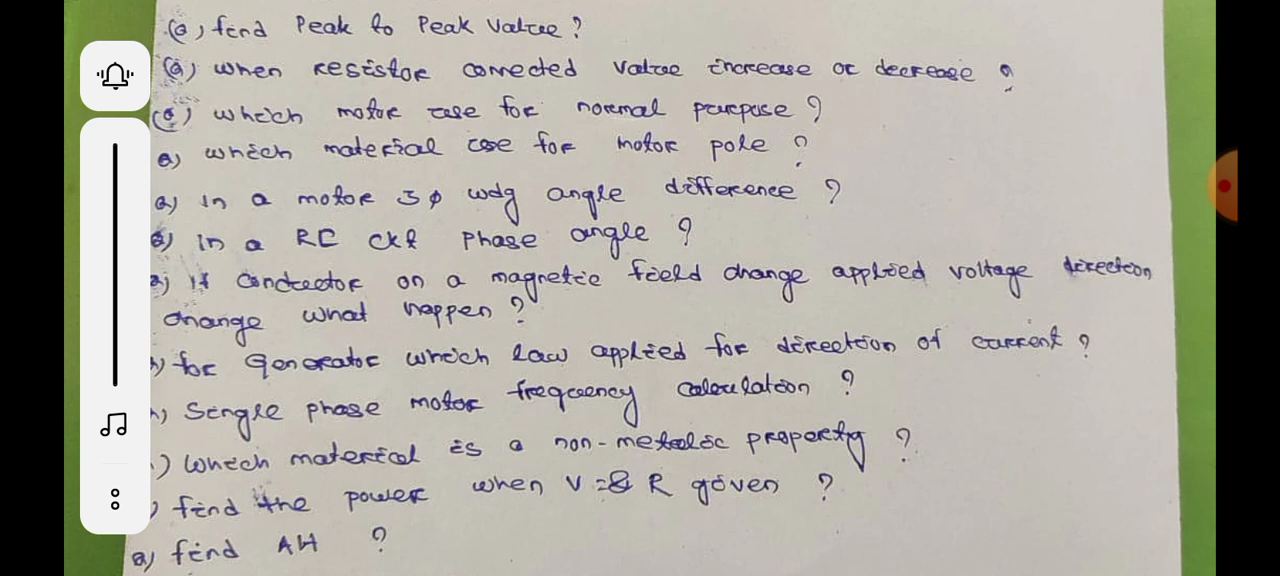 (Q) find Peak to Peak Value ?
(Q) when resistor connected value increase or decrease ?
(Q) which motor use for normal purpose ?
Q) which material use for motor pole ?
Q) In a motor 3 φ wdg angle difference ?
Q) In a RC ckt phase angle ?
Q) If conductor on a magnetic field change applied voltage direction
change what happen ?
) for Generator which law applied for direction of current ?
) Single phase motor frequency calculation ?
) Which material is a non-metalic property ?
) find the power when V = & R given ?
Q) find AH ?